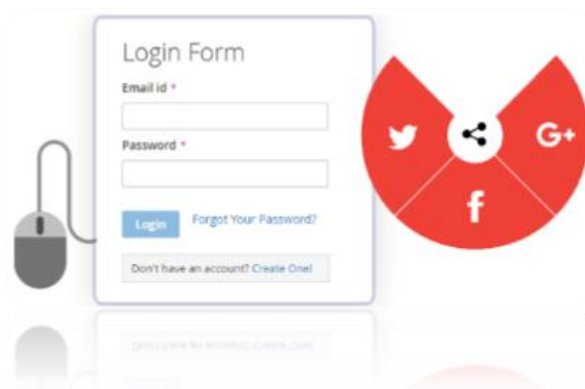 Login Form
Email id *
Password *
Login Forgot Your Password?
Don't have an account? Create One!
G+
f